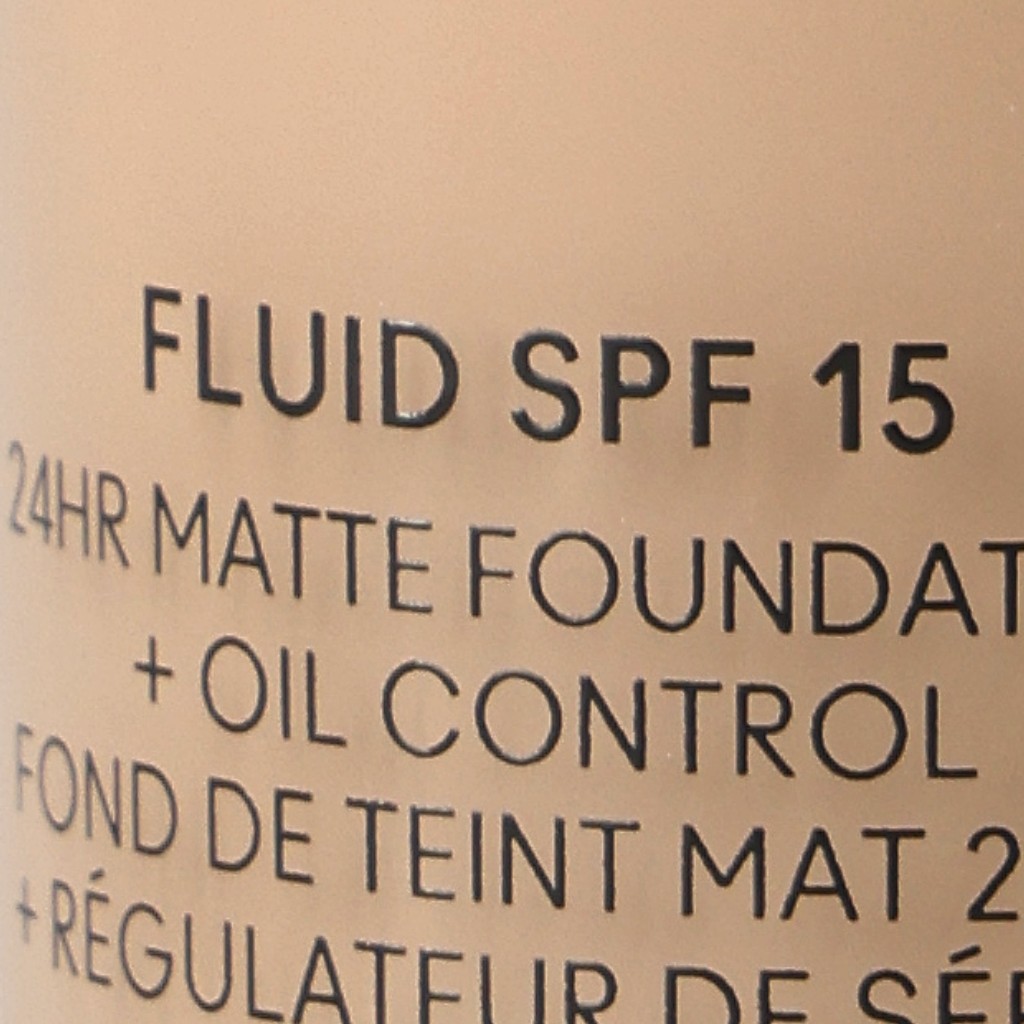 FLUID SPF 15
24HR MATTE FOUNDAT
+ OIL CONTROL
FOND DE TEINT MAT 2
+ RÉGULATEUR DE SÉ